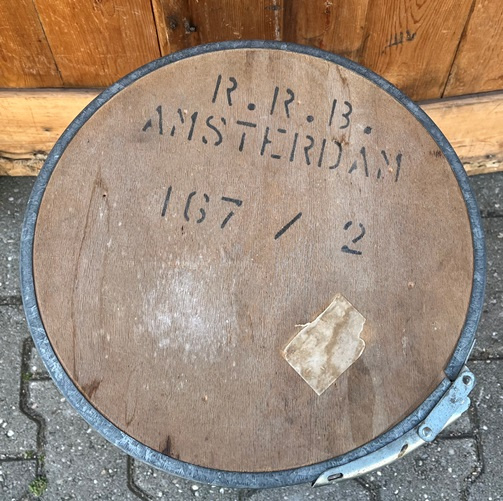 R.R.B.
AMSTERDAM
167 / 2